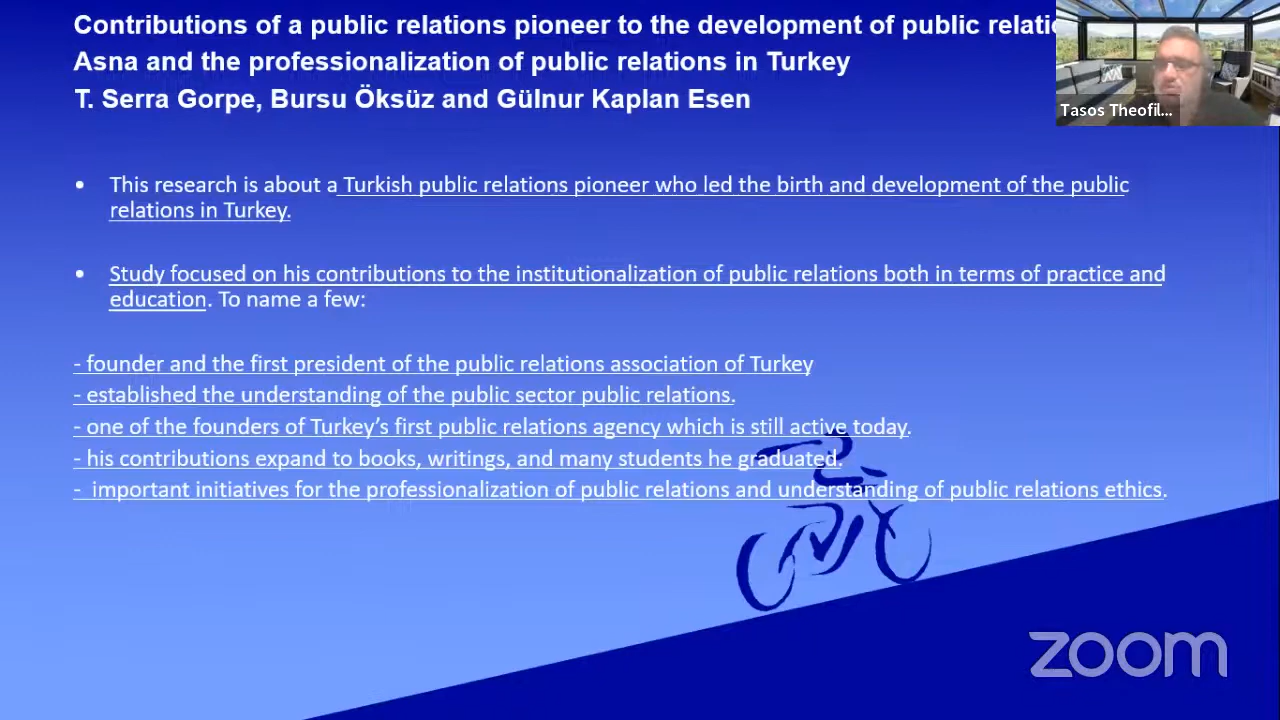 Contributions of a public relations pioneer to the development of public relatio
Asna and the professionalization of public relations in Turkey
T. Serra Gorpe, Bursu Öksüz and Gülnur Kaplan Esen
Tasos Theofil...
• This research is about a Turkish public relations pioneer who led the birth and development of the public
relations in Turkey.
• Study focused on his contributions to the institutionalization of public relations both in terms of practice and
education. To name a few:
- founder and the first president of the public relations association of Turkey
- established the understanding of the public sector public relations.
- one of the founders of Turkey’s first public relations agency which is still active today.
- his contributions expand to books, writings, and many students he graduated.
- important initiatives for the professionalization of public relations and understanding of public relations ethics.
zoom